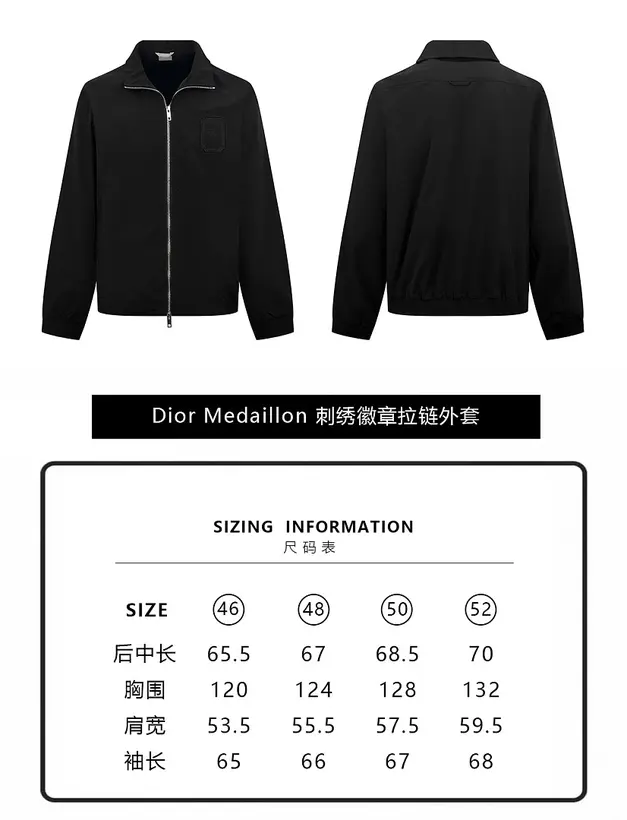 Dior Medaillon 刺绣徽章拉链外套
SIZING INFORMATION
尺码表
SIZE 46 48 50 52
后中长 65.5 67 68.5 70
胸围 120 124 128 132
肩宽 53.5 55.5 57.5 59.5
袖长 65 66 67 68